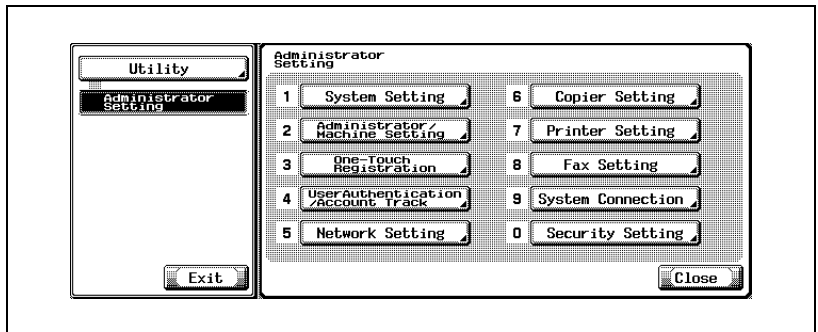 Utility
Administrator
Setting
Exit
Administrator
Setting
1 System Setting
2 Administrator/
Machine Setting
3 One-Touch
Registration
4 UserAuthentication
/Account Track
5 Network Setting
6 Copier Setting
7 Printer Setting
8 Fax Setting
9 System Connection
0 Security Setting
Close